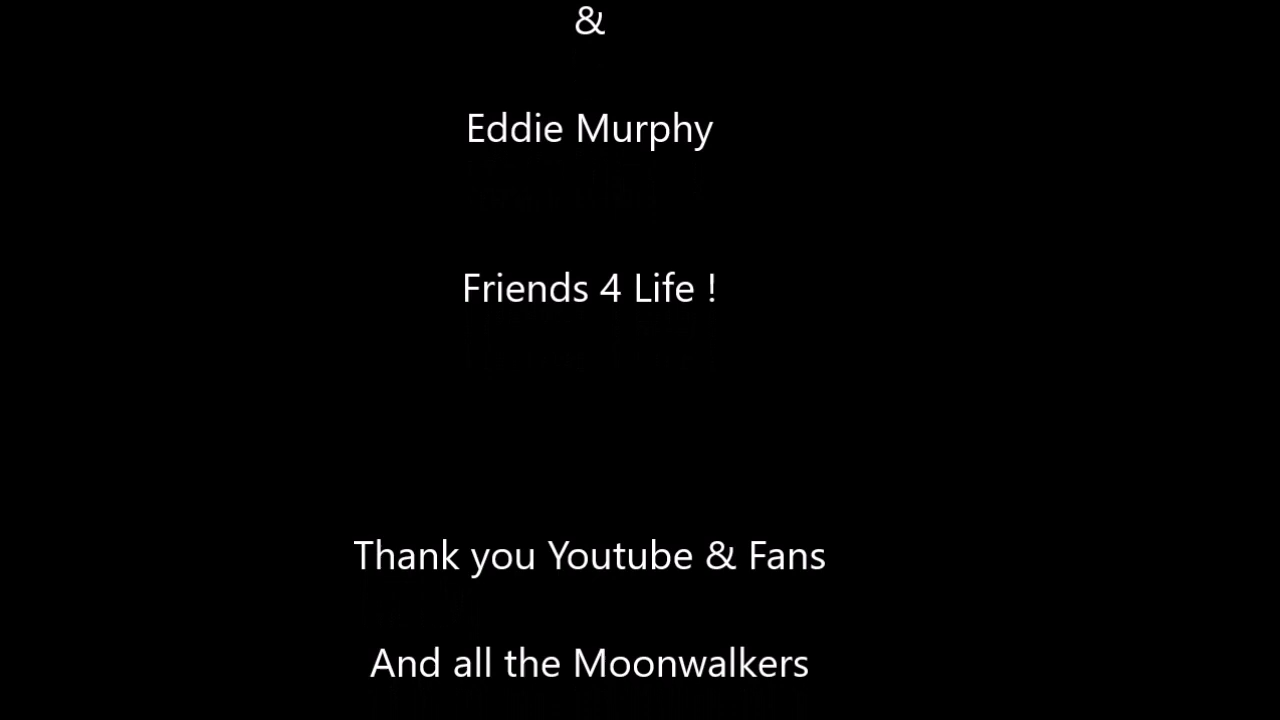 &
Eddie Murphy
Friends 4 Life !
Thank you Youtube & Fans
And all the Moonwalkers